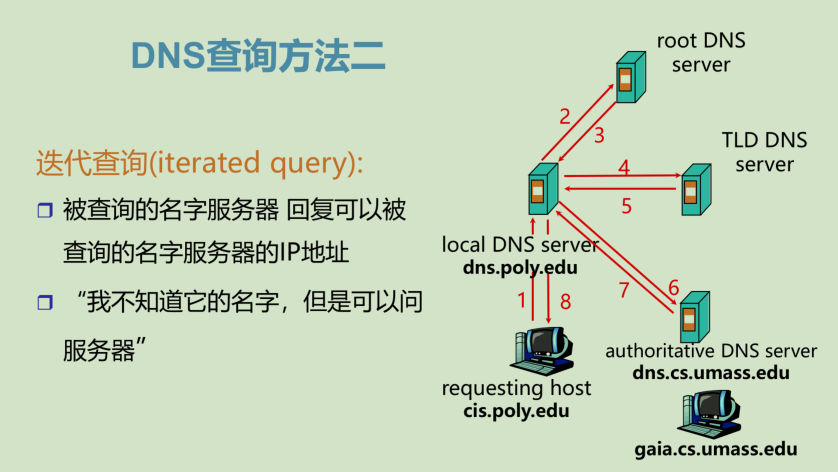 DNS查询方法二
迭代查询(iterated query):
被查询的名字服务器 回复可以被
查询的名字服务器的IP地址
“我不知道它的名字，但是可以问
服务器”
root DNS
server
2
3
TLD DNS
server
4
5
local DNS server
dns.poly.edu
1
8
7
6
requesting host
cis.poly.edu
authoritative DNS server
dns.cs.umass.edu
gaia.cs.umass.edu